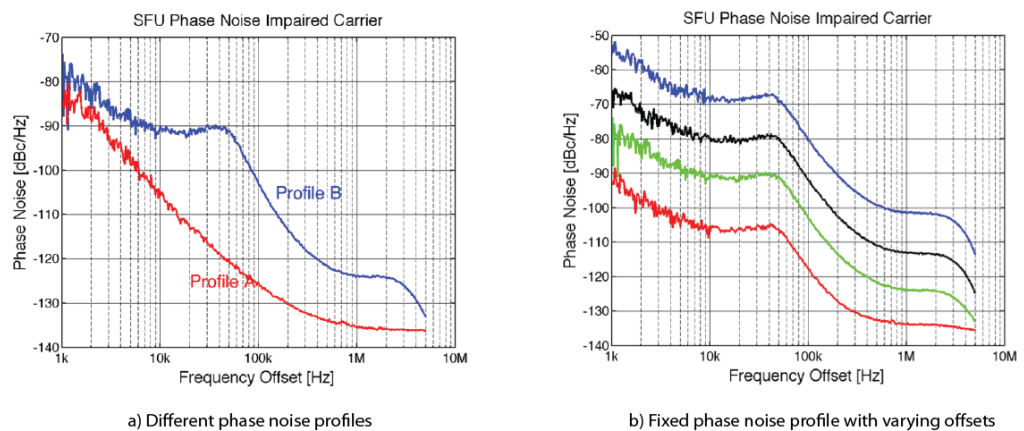 SFU Phase Noise Impaired Carrier
-70
-80
-90
-100
-110
-120
-130
-140
Phase Noise [dBc/Hz]
Profile B
Profile A
1k
10k
100k
1M
10M
Frequency Offset [Hz]
a) Different phase noise profiles
SFU Phase Noise Impaired Carrier
-50
-60
-70
-80
-90
-100
-110
-120
-130
-140
Phase Noise [dBc/Hz]
1k
10k
100k
1M
10M
Frequency Offset [Hz]
b) Fixed phase noise profile with varying offsets